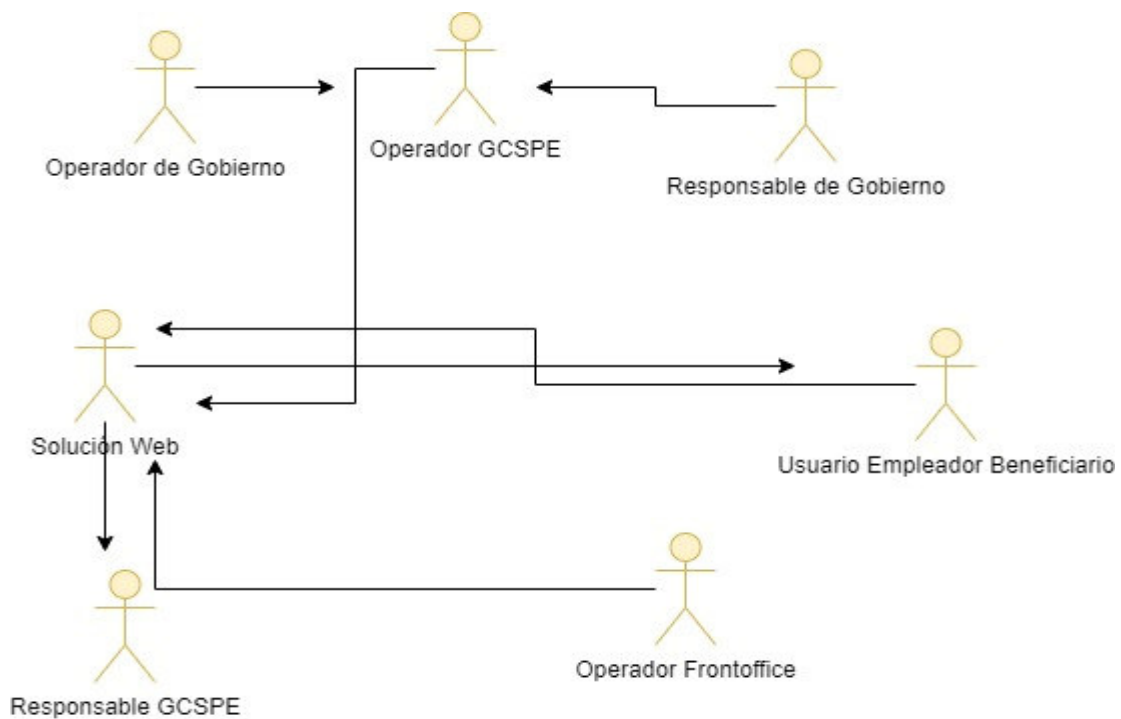 Operador GCSPE
Operador de Gobierno
Responsable de Gobierno
Solución Web
Usuario Empleador Beneficiario
Operador Frontoffice
Responsable GCSPE